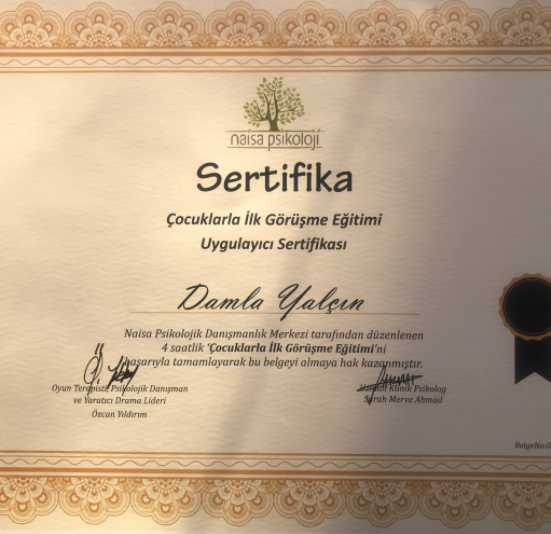 naisa psikoloji
Sertifika
Çocuklarla İlk Görüşme Eğitimi
Uygulayıcı Sertifikası
Damla Yalçın
Naisa Psikolojik Danışmanlık Merkezi tarafından düzenlenen
4 saatlik ‘Çocuklarla İlk Görüşme Eğitimi’ni
başarıyla tamamlayarak bu belgeyi almaya hak kazanmıştır.
Oyun Terapisti, Psikolojik Danışman
ve Yaratıcı Drama Lideri
Özcan Yıldırım
Klinik Psikolog
Sarah Merve Ahmad
BelgeNo: